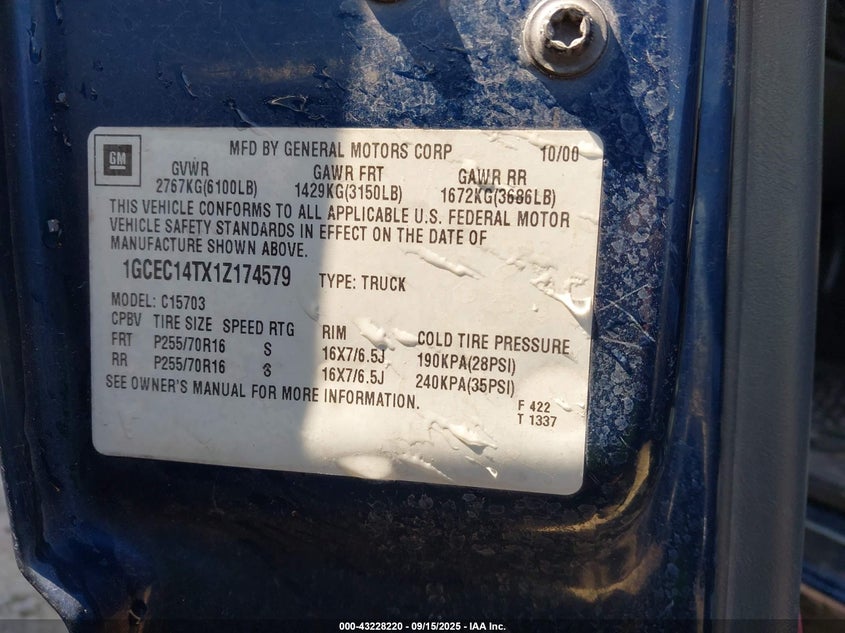 GM
MFD BY GENERAL MOTORS CORP 10/00
GVWR GAWR FRT GAWR RR
2767KG(6100LB) 1429KG(3150LB) 1672KG(3686LB)
THIS VEHICLE CONFORMS TO ALL APPLICABLE U.S. FEDERAL MOTOR
VEHICLE SAFETY STANDARDS IN EFFECT ON THE DATE OF
MANUFACTURE SHOWN ABOVE.
1GCEC14TX1Z174579 TYPE: TRUCK
MODEL: C15703
CPBV TIRE SIZE SPEED RTG RIM COLD TIRE PRESSURE
FRT P255/70R16 S 16X7/6.5J 190KPA(28PSI)
RR P255/70R16 S 16X7/6.5J 240KPA(35PSI)
SEE OWNER'S MANUAL FOR MORE INFORMATION.
F 422
T 1337
000-43228220 - 09/15/2025 - IAA Inc.